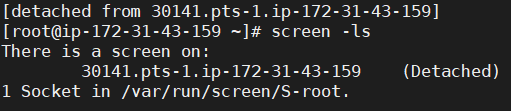 [detached from 30141.pts-1.ip-172-31-43-159]
[root@ip-172-31-43-159 ~]# screen -ls
There is a screen on:
        30141.pts-1.ip-172-31-43-159    (Detached)
1 Socket in /var/run/screen/S-root.